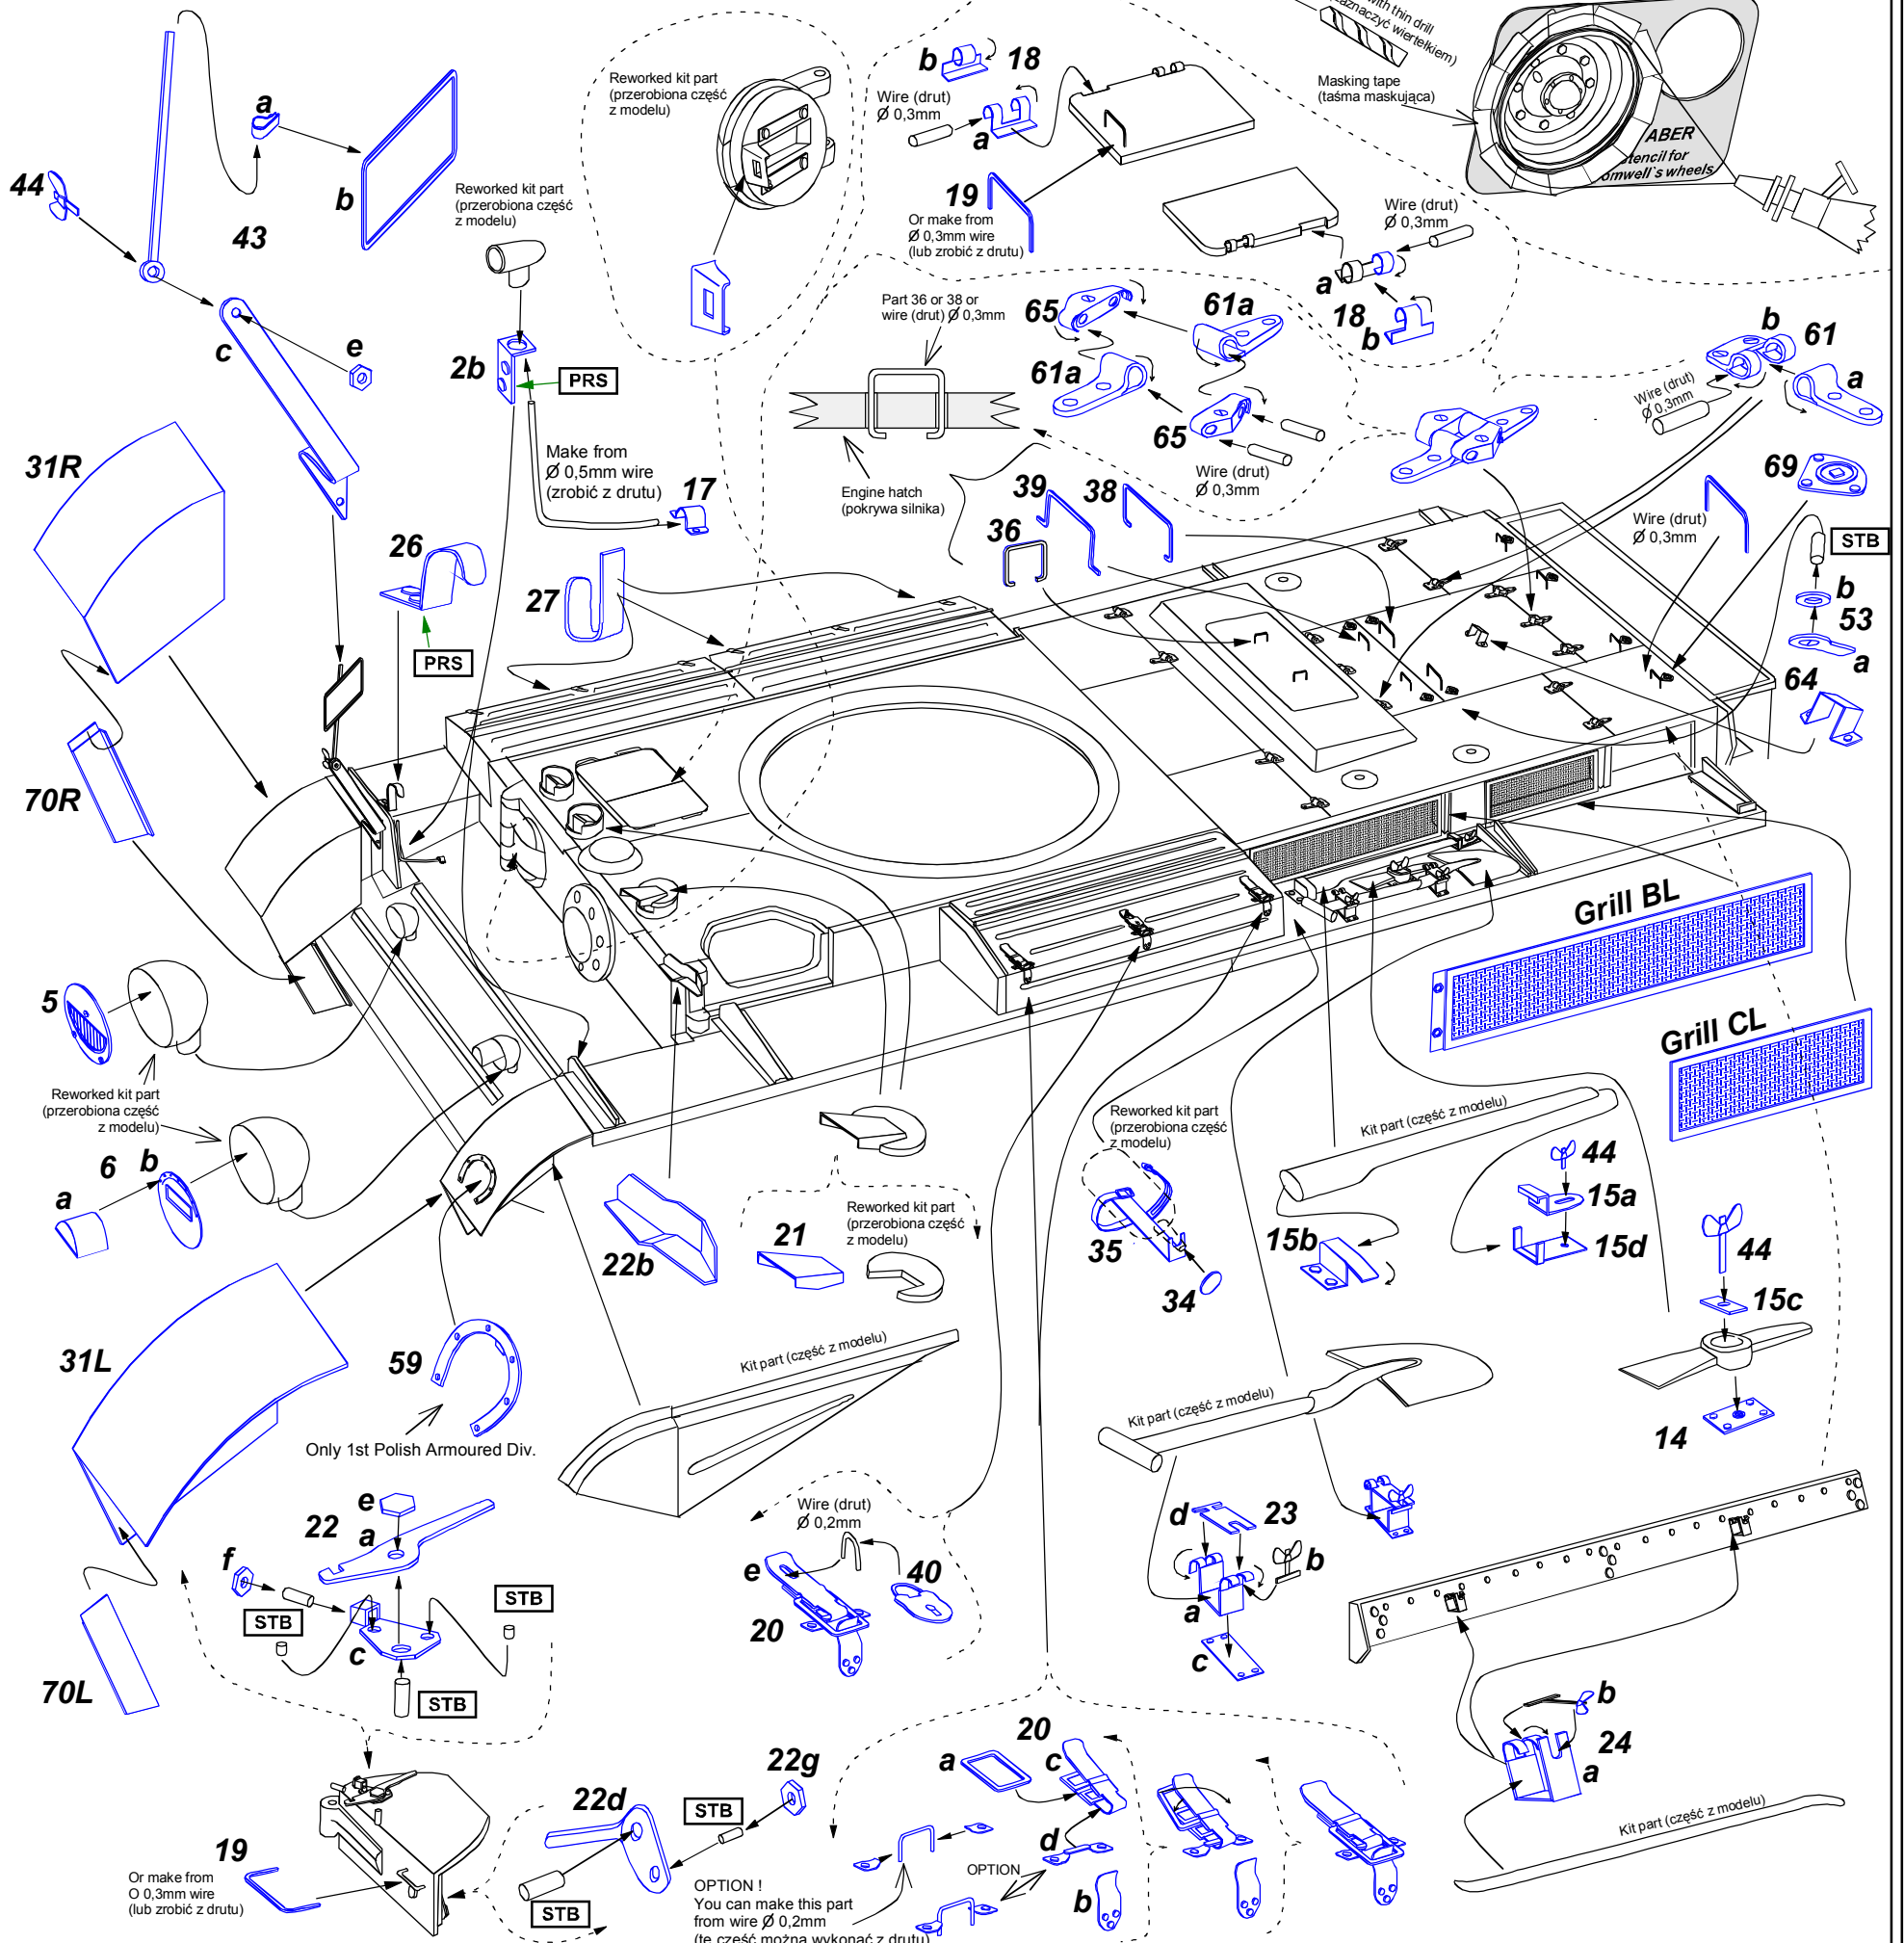 with thin drill
zaznaczyć wiertełkiem)
Masking tape
(taśma maskująca)
ABER
stencil for
omwell`s wheels
Reworked kit part
(przerobiona część
z modelu)
b
18
Wire (drut)
Ø 0,3mm
a
19
Or make from
Ø 0,3mm wire
(lub zrobić z drutu)
Wire (drut)
Ø 0,3mm
a
18
b
44
43
a
b
c
e
Reworked kit part
(przerobiona część
z modelu)
2b
PRS
Make from
Ø 0,5mm wire
(zrobić z drutu)
17
Part 36 or 38 or
wire (drut) Ø 0,3mm
Engine hatch
(pokrywa silnika)
65
61a
61a
65
Wire (drut)
Ø 0,3mm
b
61
a
Wire (drut)
Ø 0,3mm
69
Wire (drut)
Ø 0,3mm
STB
b
53
a
64
39
38
36
31R
26
PRS
27
70R
5
Reworked kit part
(przerobiona część
z modelu)
6
b
a
Grill BL
Grill CL
Reworked kit part
(przerobiona część
z modelu)
35
34
Kit part (część z modelu)
44
15a
15b
15d
44
15c
14
22b
21
Reworked kit part
(przerobiona część
z modelu)
31L
59
Only 1st Polish Armoured Div.
Kit part (część z modelu)
Kit part (część z modelu)
e
22
a
f
STB
STB
c
STB
70L
Wire (drut)
Ø 0,2mm
e
40
20
d
23
b
a
c
b
24
a
Kit part (część z modelu)
19
Or make from
O 0,3mm wire
(lub zrobić z drutu)
22d
22g
STB
STB
20
a
c
d
b
OPTION
OPTION !
You can make this part
from wire Ø 0,2mm
(tę część można wykonać z drutu)